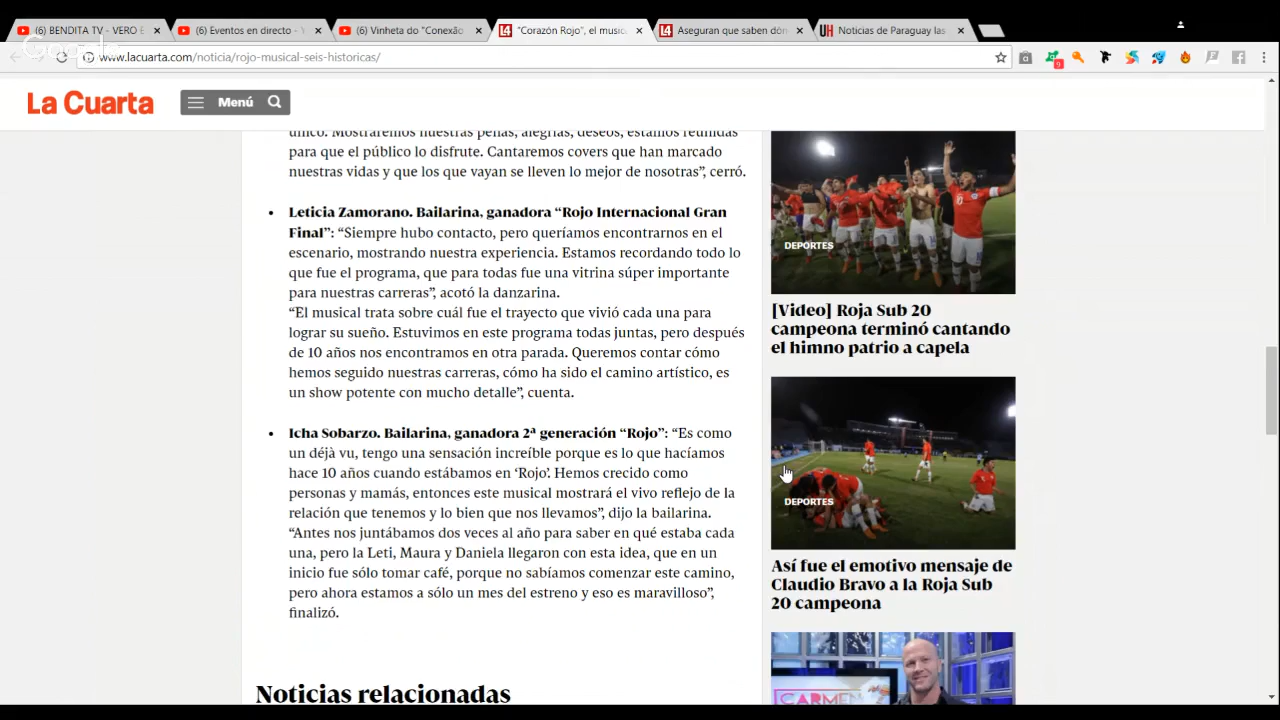 (6) BENDITA TV - VERO E
(6) Eventos en directo - Y
(6) Vinheta do "Conexão
"Corazón Rojo", el music
Aseguran que saben dón
Noticias de Paraguay las
www.lacuarta.com/noticia/rojo-musical-seis-historicas/
La Cuarta
Menú
único. Mostraremos nuestras penas, alegrías, deseos, estamos reunidas
para que el público lo disfrute. Cantaremos covers que han marcado
nuestras vidas y que los que vayan se lleven lo mejor de nosotras”, cerró.
• Leticia Zamorano. Bailarina, ganadora “Rojo Internacional Gran
Final”: “Siempre hubo contacto, pero queríamos encontrarnos en el
escenario, mostrando nuestra experiencia. Estamos recordando todo lo
que fue el programa, que para todas fue una vitrina súper importante
para nuestras carreras”, acotó la danzarina.
“El musical trata sobre cuál fue el trayecto que vivió cada una para
lograr su sueño. Estuvimos en este programa todas juntas, pero después
de 10 años nos encontramos en otra parada. Queremos contar cómo
hemos seguido nuestras carreras, cómo ha sido el camino artístico, es
un show potente con mucho detalle”, cuenta.
• Icha Sobarzo. Bailarina, ganadora 2ª generación “Rojo”: “Es como
un déjà vu, tengo una sensación increíble porque es lo que hacíamos
hace 10 años cuando estábamos en ‘Rojo’. Hemos crecido como
personas y mamás, entonces este musical mostrará el vivo reflejo de la
relación que tenemos y lo bien que nos llevamos”, dijo la bailarina.
“Antes nos juntábamos dos veces al año para saber en qué estaba cada
una, pero la Leti, Maura y Daniela llegaron con esta idea, que en un
inicio fue sólo tomar café, porque no sabíamos comenzar este camino,
pero ahora estamos a sólo un mes del estreno y eso es maravilloso”,
finalizó.
Noticias relacionadas
DEPORTES
[Video] Roja Sub 20
campeona terminó cantando
el himno patrio a capela
DEPORTES
Así fue el emotivo mensaje de
Claudio Bravo a la Roja Sub
20 campeona
CARMEN